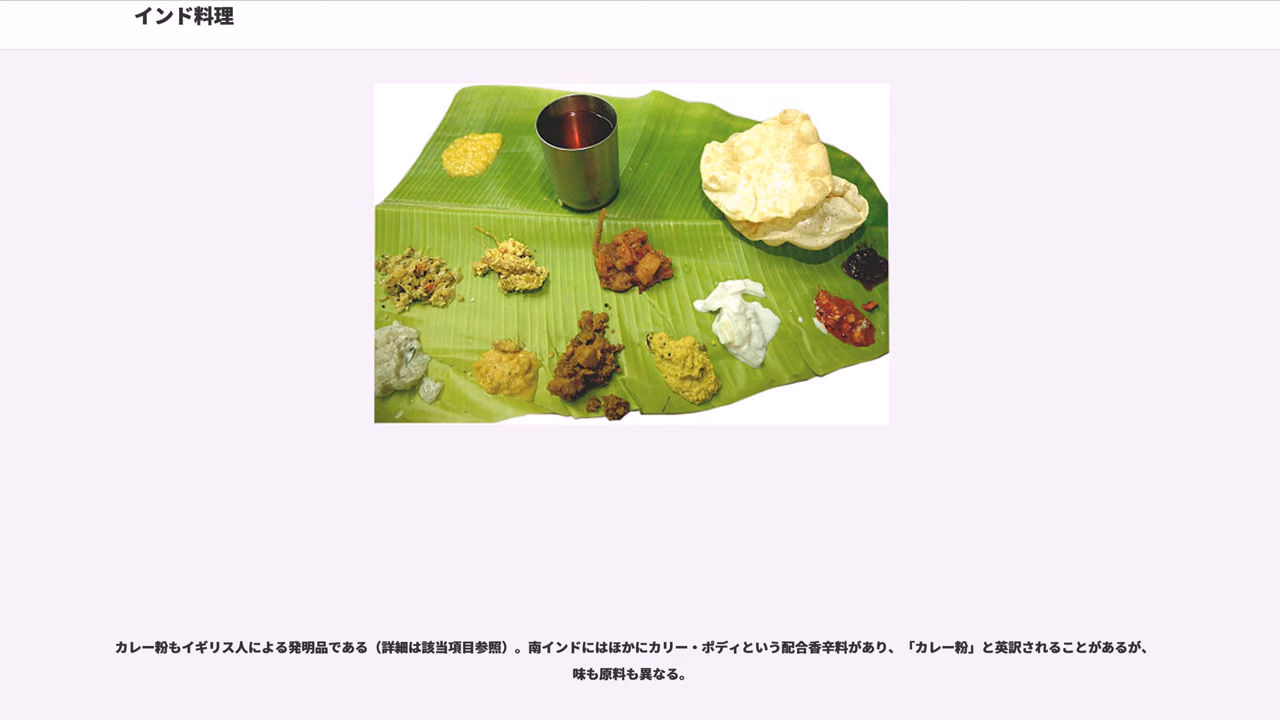 インド料理
カレー粉もイギリス人による発明品である（詳細は該当項目参照）。南インドにはほかにカリー・ポディという配合香辛料があり、「カレー粉」と英訳されることがあるが、
味も原料も異なる。